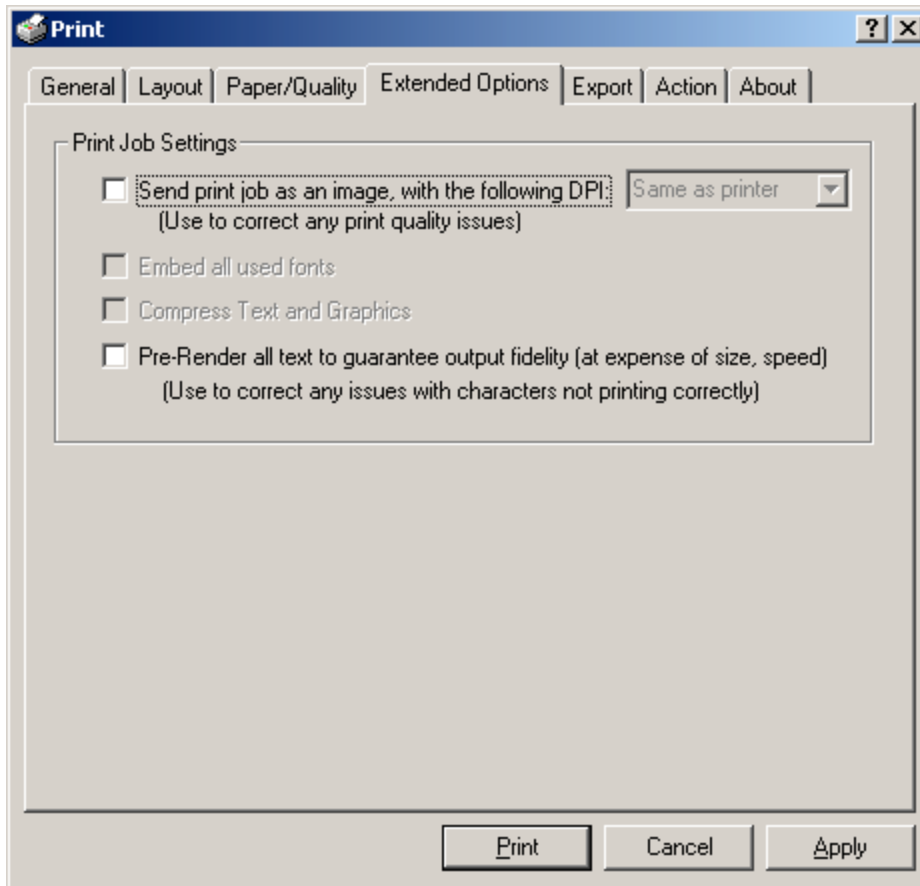 Print
General Layout Paper/Quality Extended Options Export Action About
Print Job Settings
Send print job as an image, with the following DPI: Same as printer
(Use to correct any print quality issues)
Embed all used fonts
Compress Text and Graphics
Pre-Render all text to guarantee output fidelity (at expense of size, speed)
(Use to correct any issues with characters not printing correctly)
Print Cancel Apply